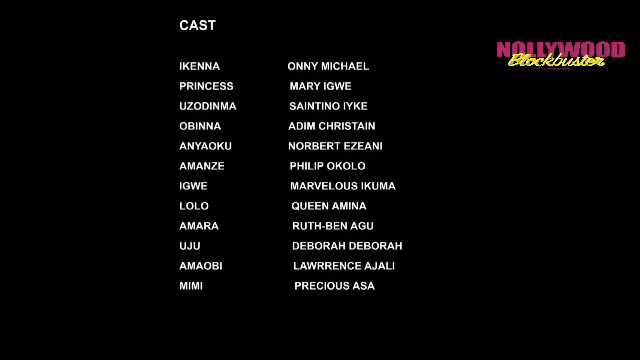 CAST
IKENNA ONNY MICHAEL
PRINCESS MARY IGWE
UZODINMA SAINTINO IYKE
OBINNA ADIM CHRISTAIN
ANYAOKU NORBERT EZEANI
AMANZE PHILIP OKOLO
IGWE MARVELOUS IKUMA
LOLO QUEEN AMINA
AMARA RUTH-BEN AGU
UJU DEBORAH DEBORAH
AMAOBI LAWRRENCE AJALI
MIMI PRECIOUS ASA
NOLLYWOOD
Blockbuster